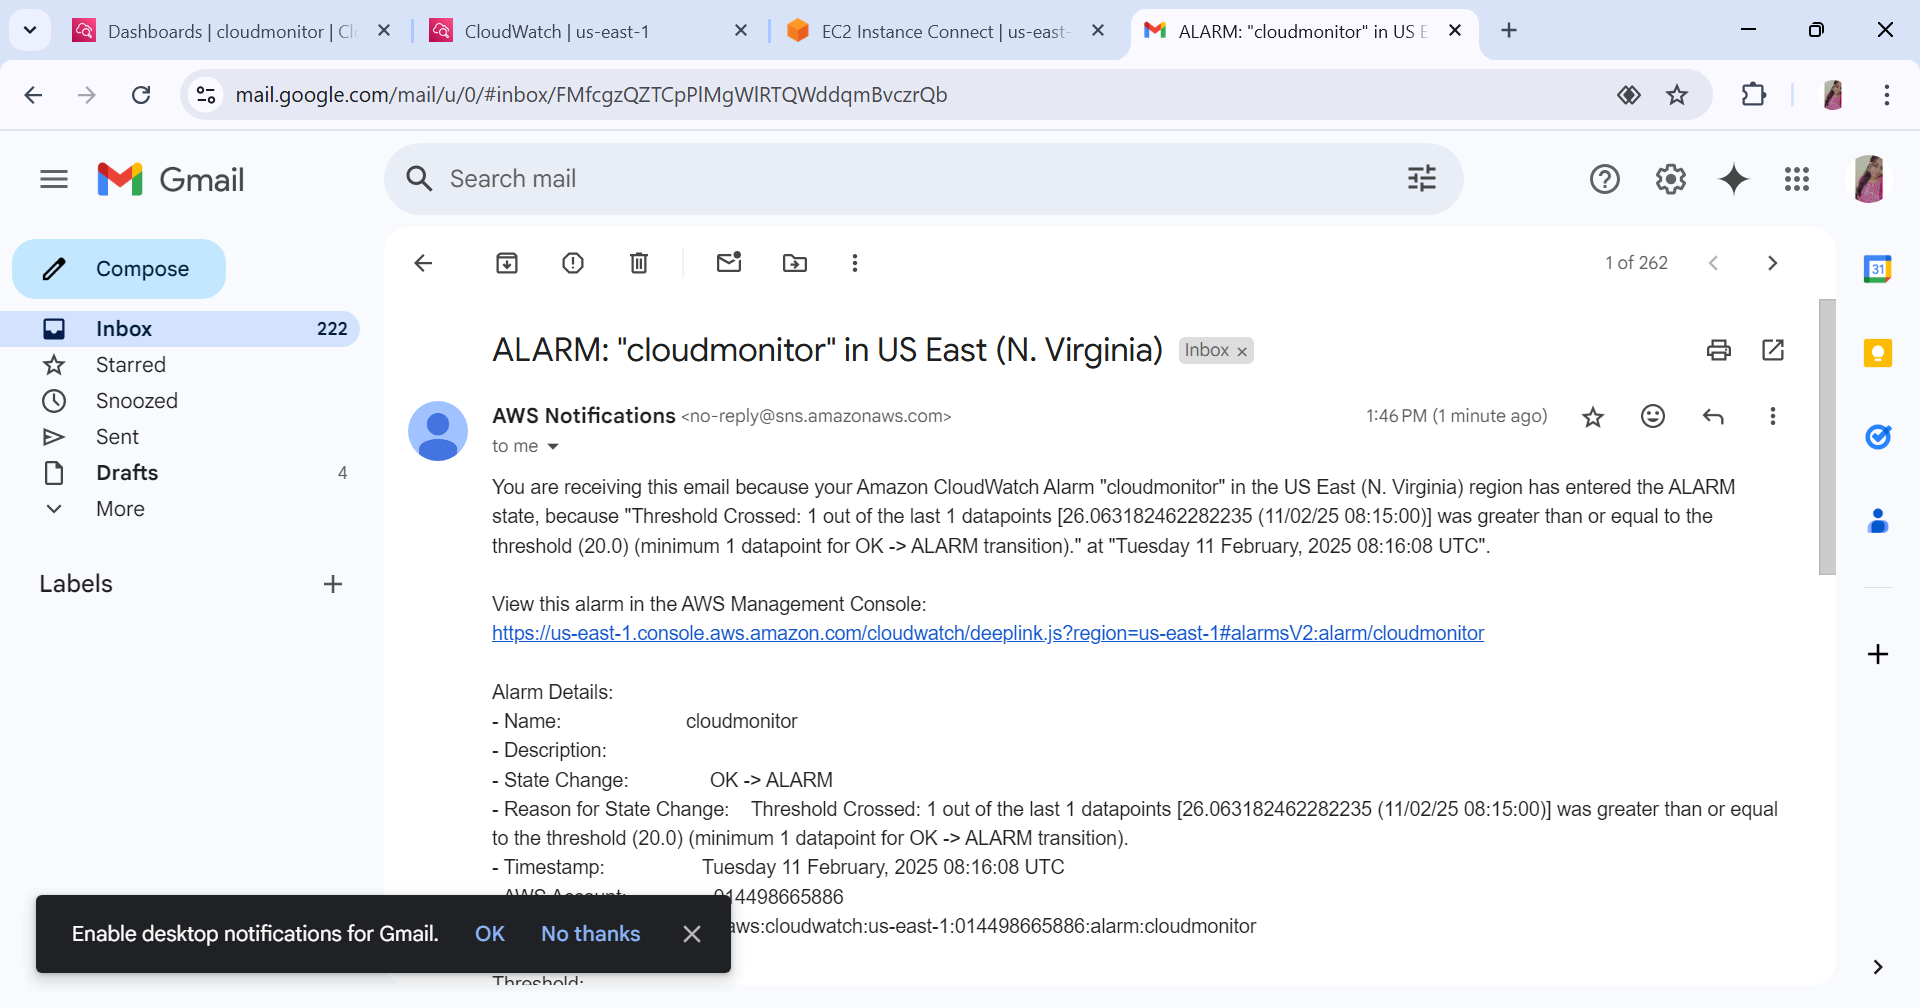 Dashboards | cloudmonitor | Cl
CloudWatch | us-east-1
EC2 Instance Connect | us-east-
ALARM: "cloudmonitor" in US E
mail.google.com/mail/u/0/#inbox/FMfcgzQZTCpPlMgWlRTQWddqmBvczrQb
Gmail
Search mail
Compose
1 of 262
Inbox 222
Starred
Snoozed
Sent
Drafts 4
More
Labels
ALARM: "cloudmonitor" in US East (N. Virginia) Inbox x
AWS Notifications <no-reply@sns.amazonaws.com> 1:46 PM (1 minute ago)
to me
You are receiving this email because your Amazon CloudWatch Alarm "cloudmonitor" in the US East (N. Virginia) region has entered the ALARM
state, because "Threshold Crossed: 1 out of the last 1 datapoints [26.063182462282235 (11/02/25 08:15:00)] was greater than or equal to the
threshold (20.0) (minimum 1 datapoint for OK -> ALARM transition)." at "Tuesday 11 February, 2025 08:16:08 UTC".
View this alarm in the AWS Management Console:
https://us-east-1.console.aws.amazon.com/cloudwatch/deeplink.js?region=us-east-1#alarmsV2:alarm/cloudmonitor
Alarm Details:
- Name: cloudmonitor
- Description:
- State Change: OK -> ALARM
- Reason for State Change: Threshold Crossed: 1 out of the last 1 datapoints [26.063182462282235 (11/02/25 08:15:00)] was greater than or equal
to the threshold (20.0) (minimum 1 datapoint for OK -> ALARM transition).
- Timestamp: Tuesday 11 February, 2025 08:16:08 UTC
- AWS Account: 014498665886
aws:cloudwatch:us-east-1:014498665886:alarm:cloudmonitor
Threshold:
Enable desktop notifications for Gmail. OK No thanks
31